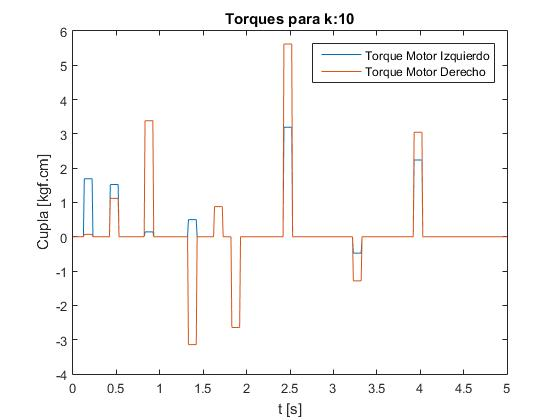 Torques para k:10
Torque Motor Izquierdo
Torque Motor Derecho
Cupla [kgf.cm]
6
5
4
3
2
1
0
-1
-2
-3
-4
0 0.5 1 1.5 2 2.5 3 3.5 4 4.5 5
t [s]